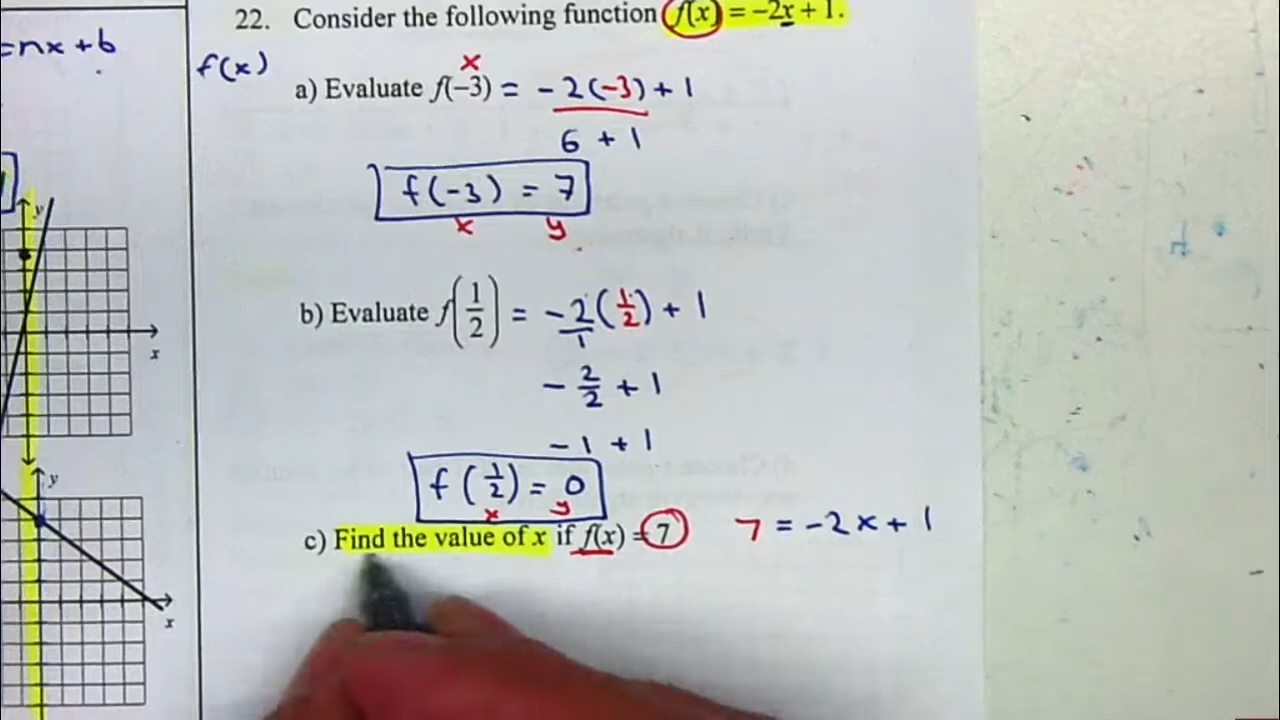 22. Consider the following function f(x) = −2x + 1.
=mx + b
f(x)
x
a) Evaluate f(−3) = - 2(-3) + 1
6 + 1
f(-3) = 7
x y
y
x
b) Evaluate f(1/2) = -2/1 (1/2) + 1
- 2/2 + 1
- 1 + 1
f(1/2) = 0
x y
c) Find the value of x if f(x) = 7 7 = -2x + 1
y
x